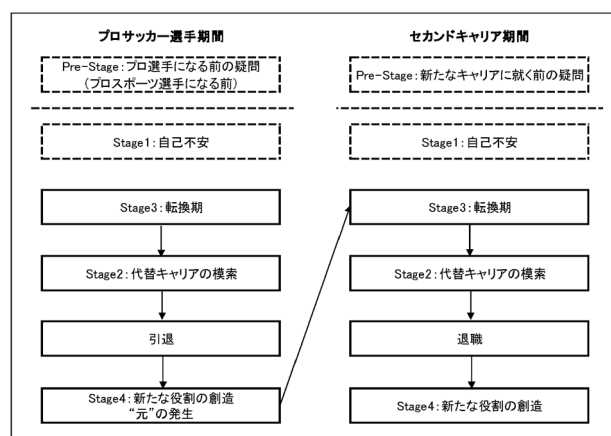 プロサッカー選手期間
Pre-Stage：プロ選手になる前の疑問
（プロスポーツ選手になる前）
Stage1：自己不安
Stage3：転換期
Stage2：代替キャリアの模索
引退
Stage4：新たな役割の創造
“元”の発生
セカンドキャリア期間
Pre-Stage：新たなキャリアに就く前の疑問
Stage1：自己不安
Stage3：転換期
Stage2：代替キャリアの模索
退職
Stage4：新たな役割の創造